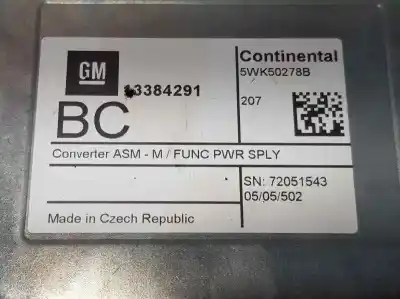 GM
13384291
BC
Continental
5WK50278B
207
Converter ASM - M / FUNC PWR SPLY
SN: 72051543
05/05/502
Made in Czech Republic